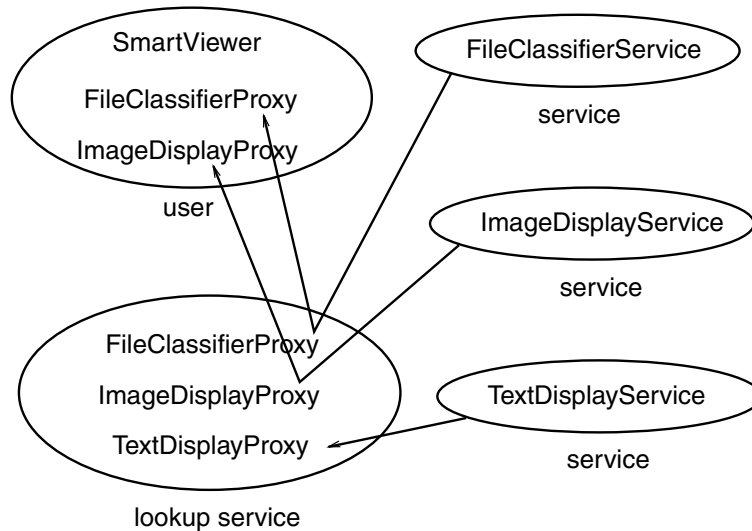 SmartViewer
FileClassifierProxy
ImageDisplayProxy
user
FileClassifierService
service
ImageDisplayService
service
FileClassifierProxy
ImageDisplayProxy
TextDisplayProxy
lookup service
TextDisplayService
service